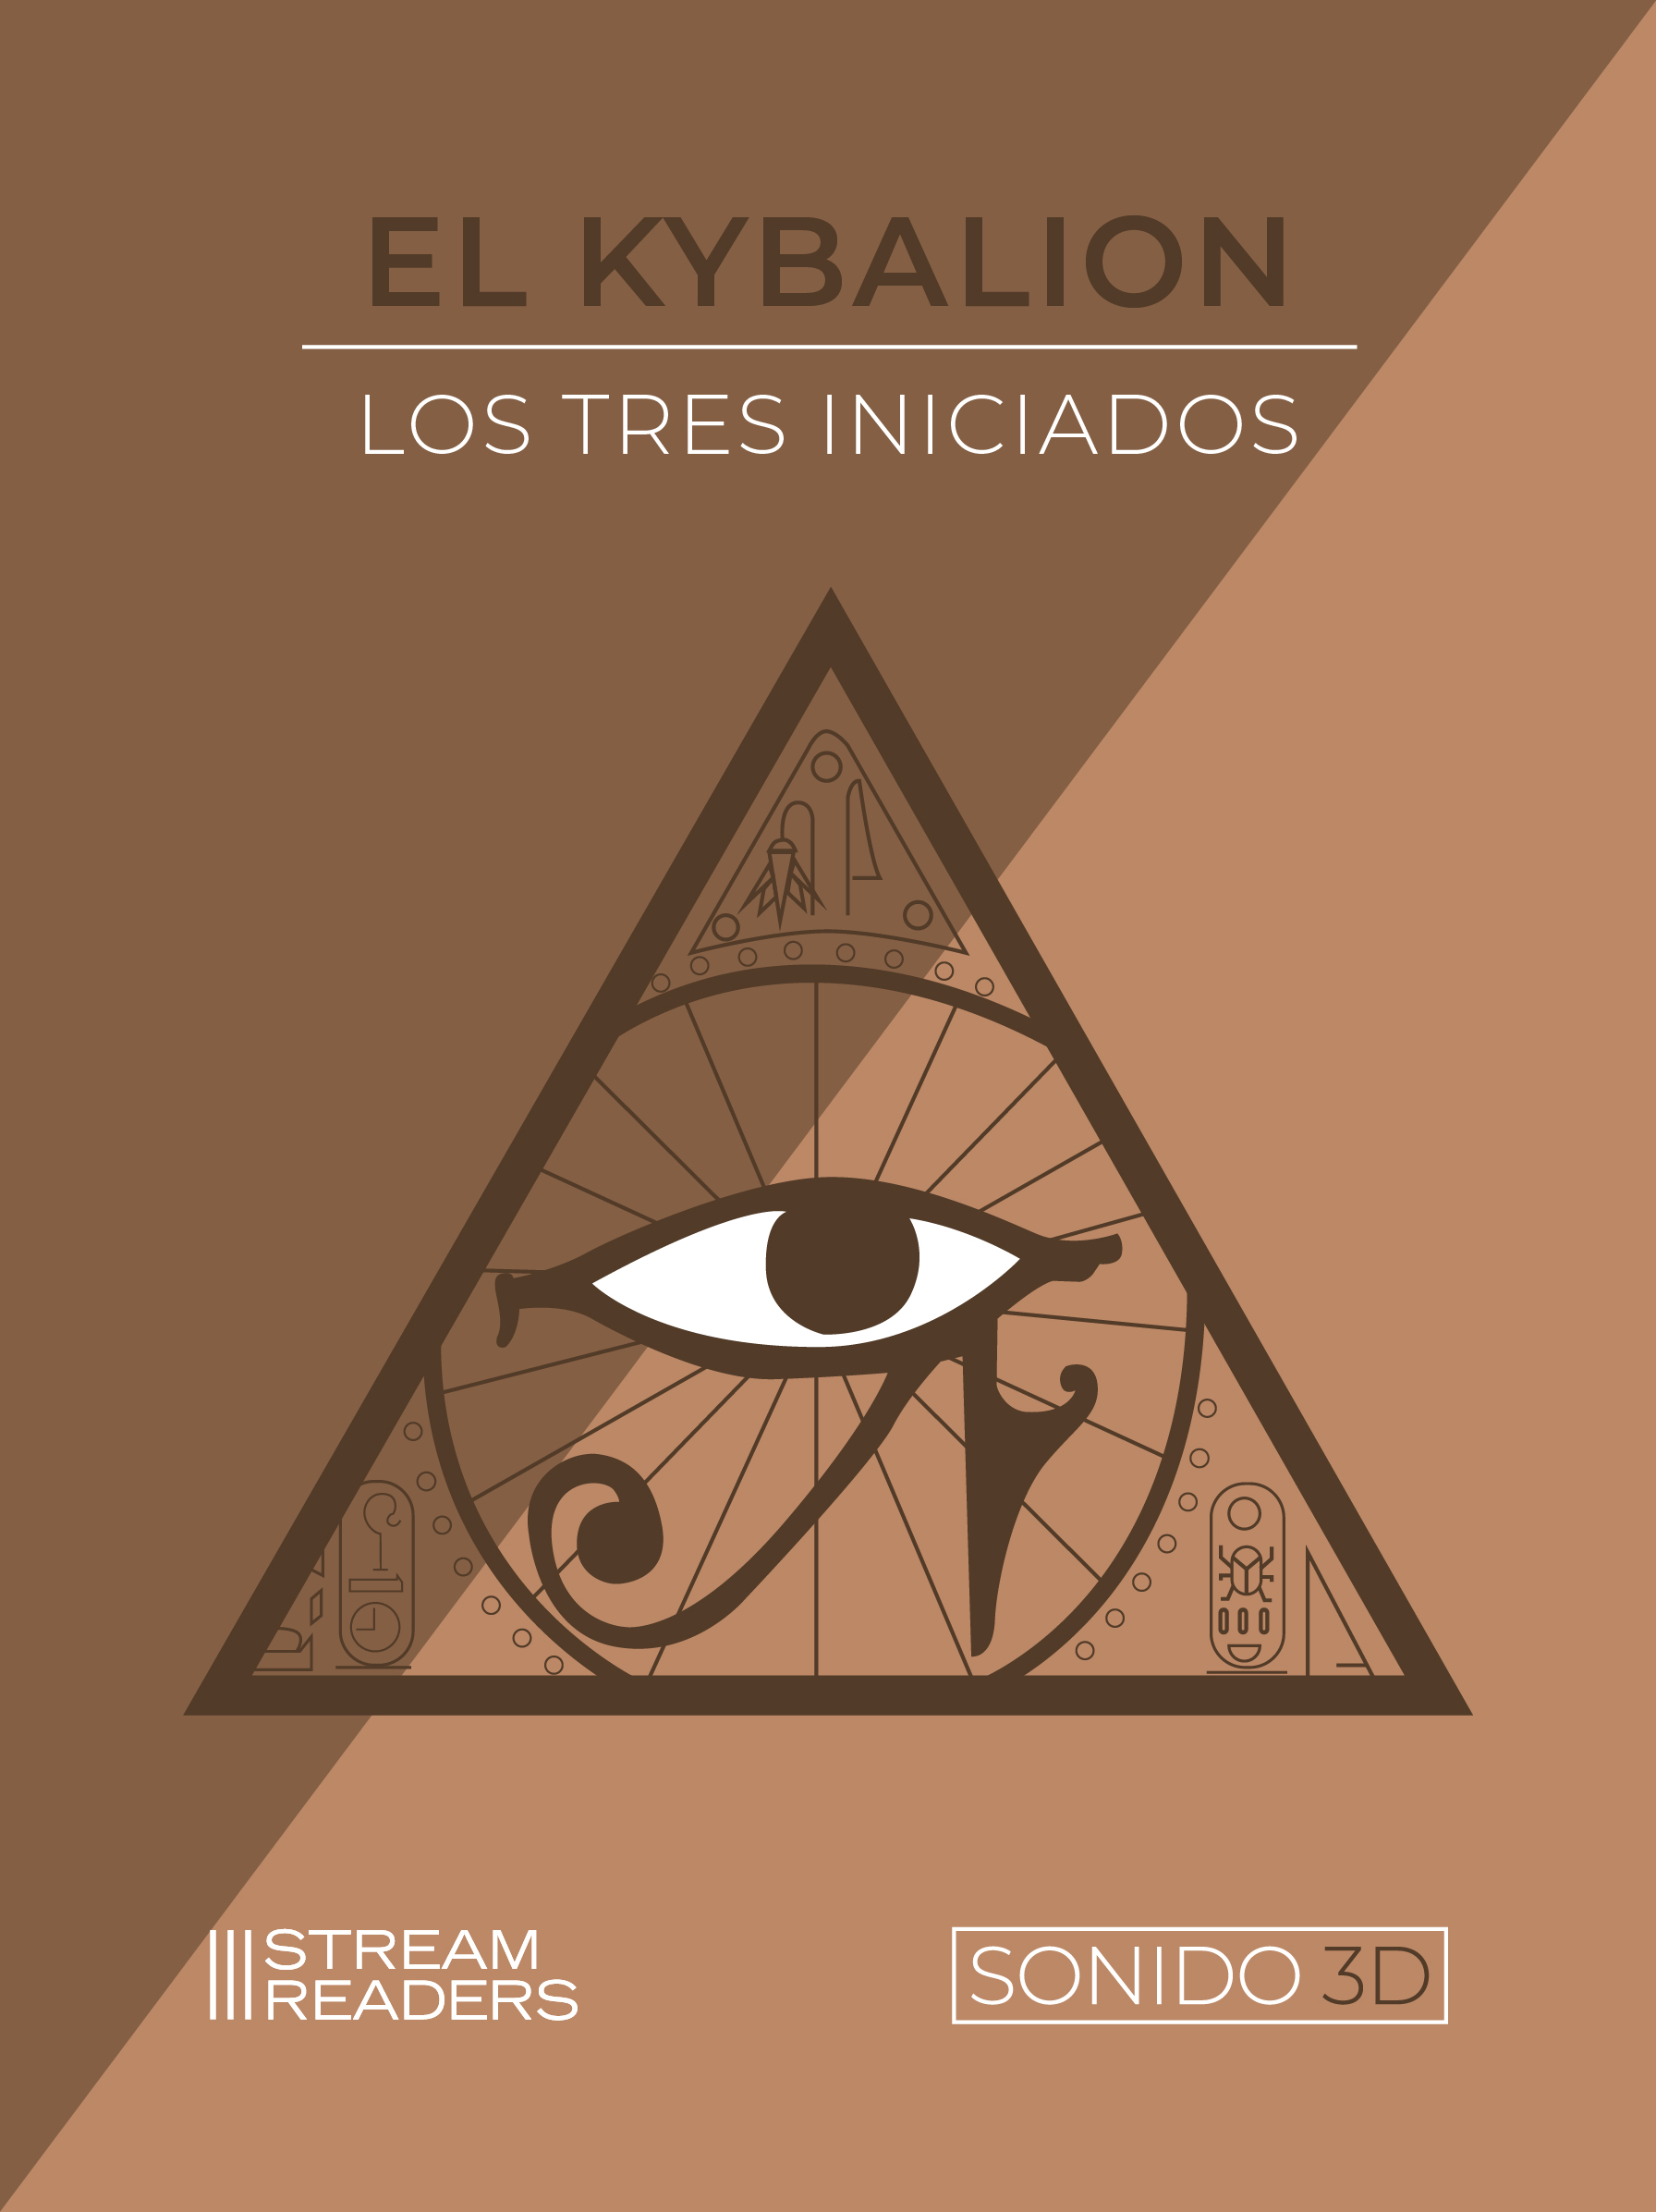 EL KYBALION
LOS TRES INICIADOS
STREAM
READERS
SONIDO 3D